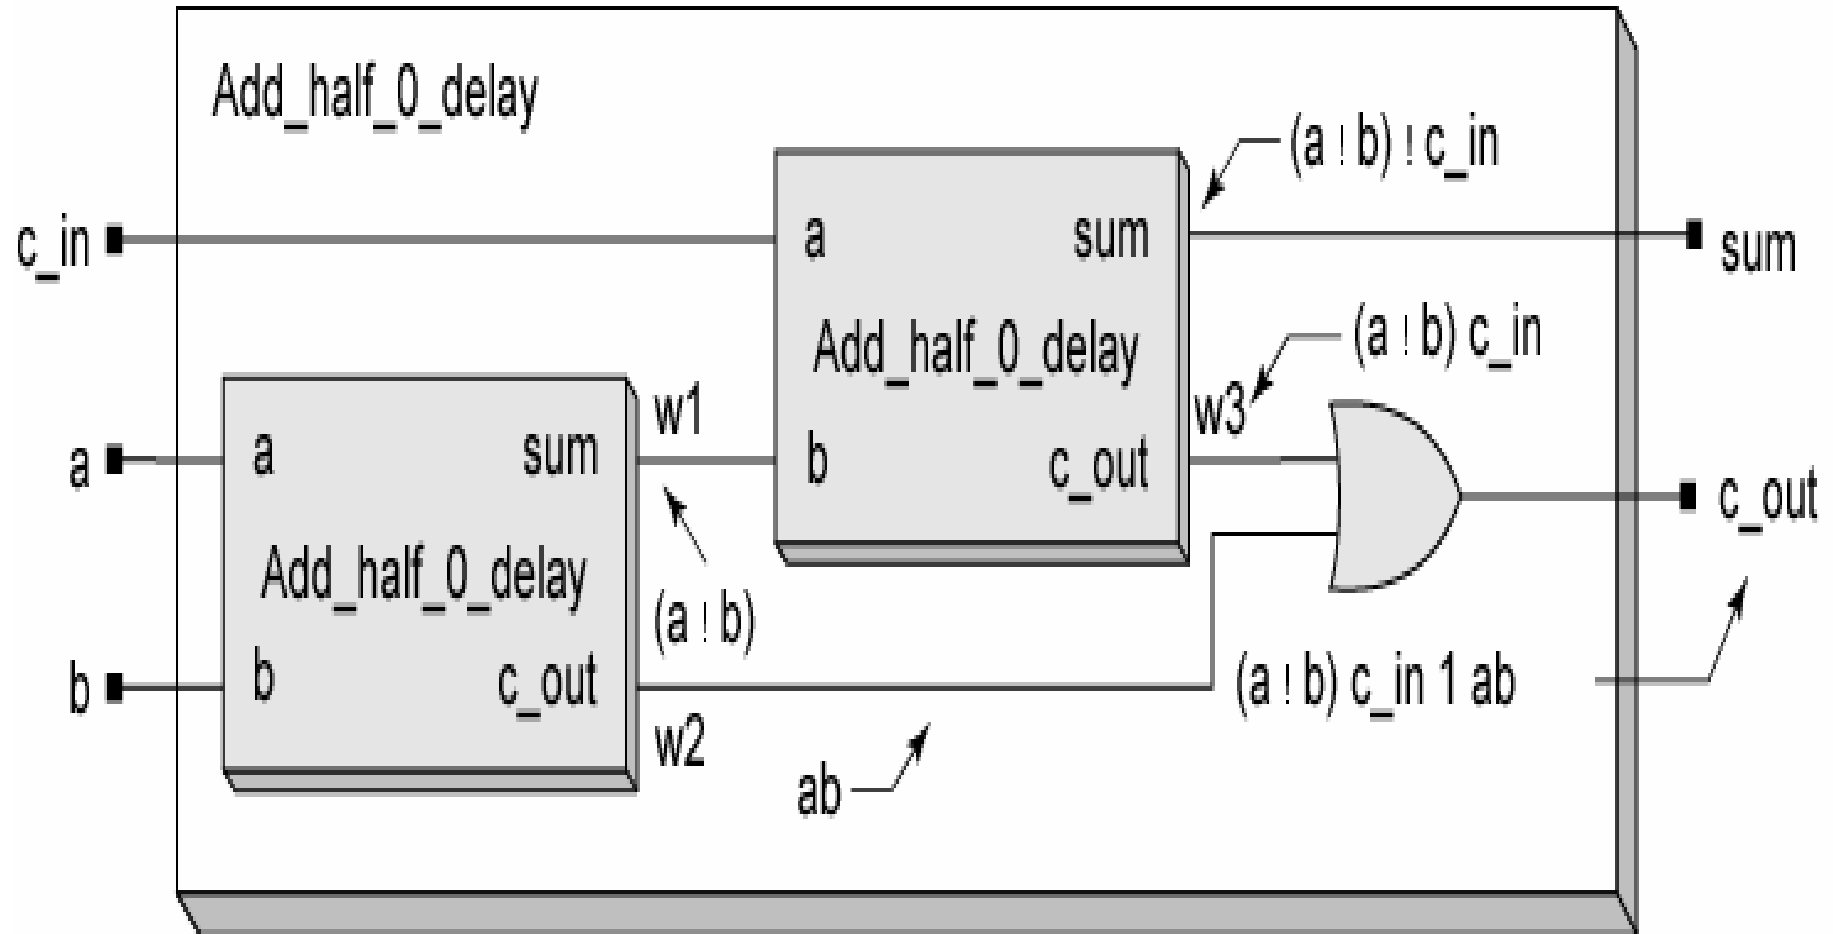 Add_half_0_delay
(a ! b) ! c_in
c_in
a sum
sum
Add_half_0_delay
(a ! b) c_in
w1
w3
a
a sum
b c_out
c_out
Add_half_0_delay
(a ! b)
b
b c_out
(a ! b) c_in 1 ab
w2
ab